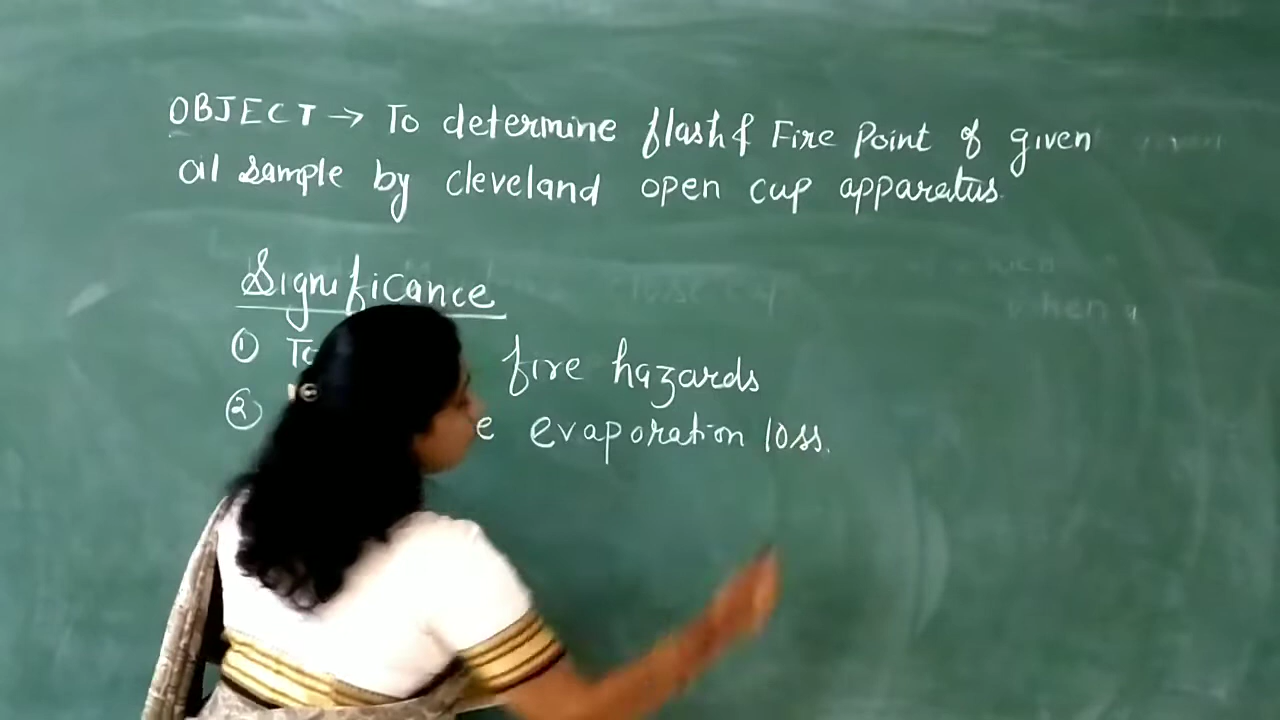 OBJECT → To determine flash & Fire Point of given
oil sample by cleveland open cup apparatus.
Significance
① To fire hazards
② evaporation loss.
when